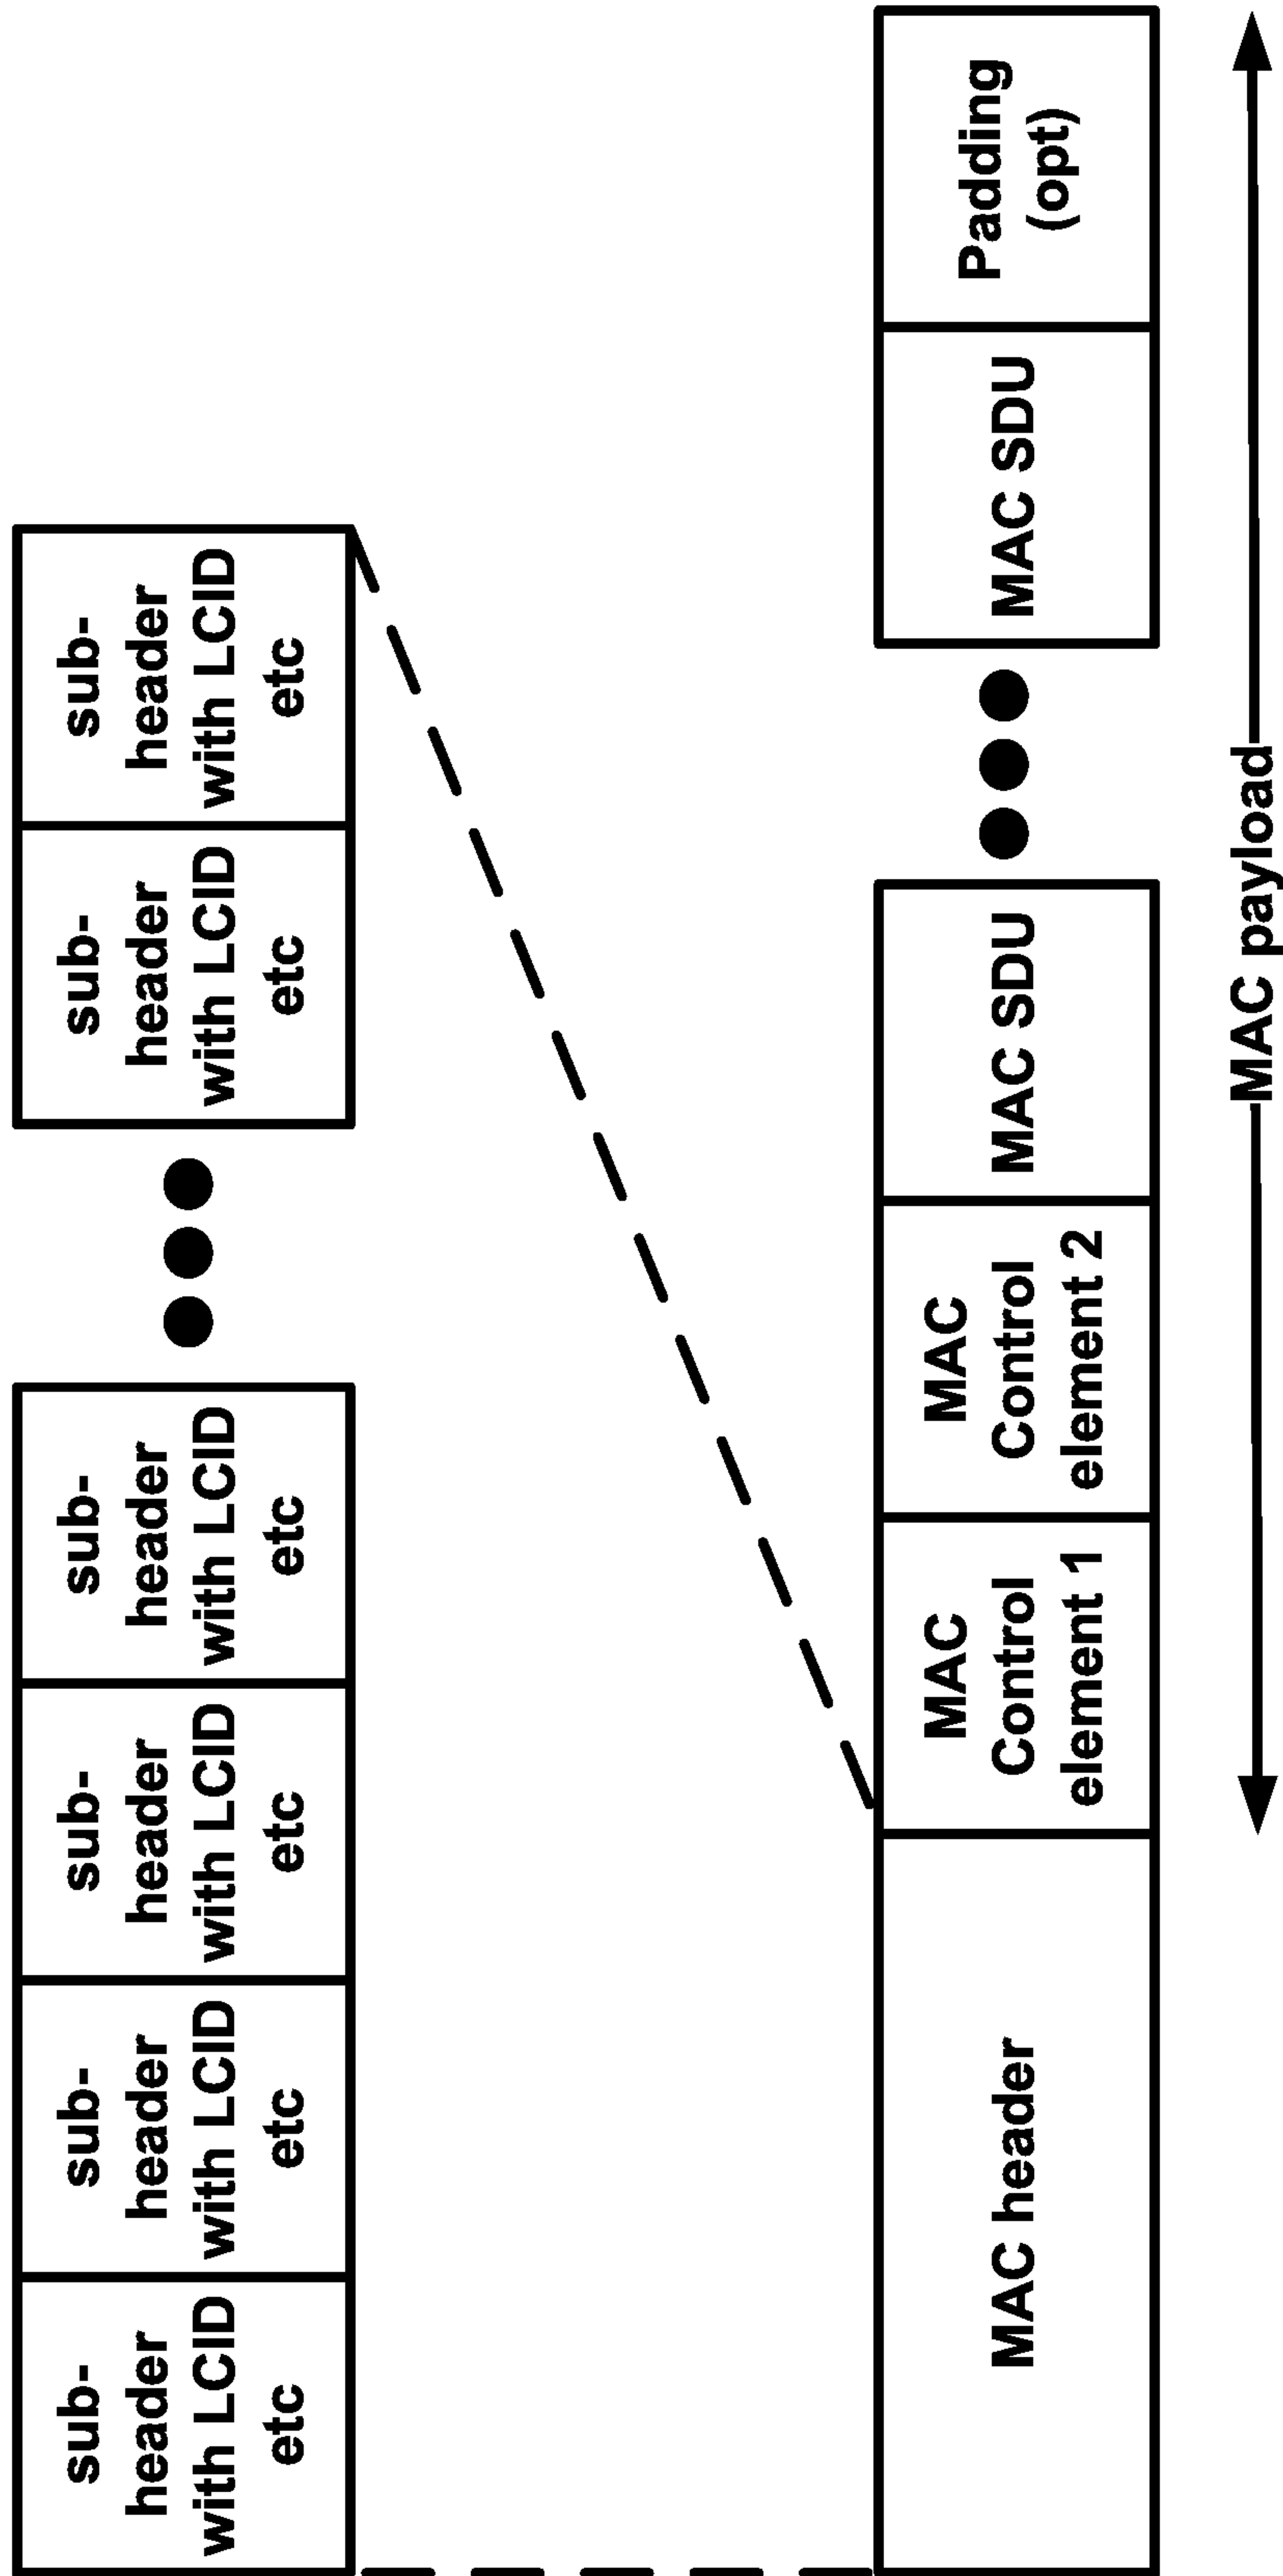 sub-
header
with LCID
etc
sub-
header
with LCID
etc
sub-
header
with LCID
etc
sub-
header
with LCID
etc
sub-
header
with LCID
etc
sub-
header
with LCID
etc
MAC header
MAC
Control
element 1
MAC
Control
element 2
MAC SDU
MAC SDU
Padding
(opt)
MAC payload